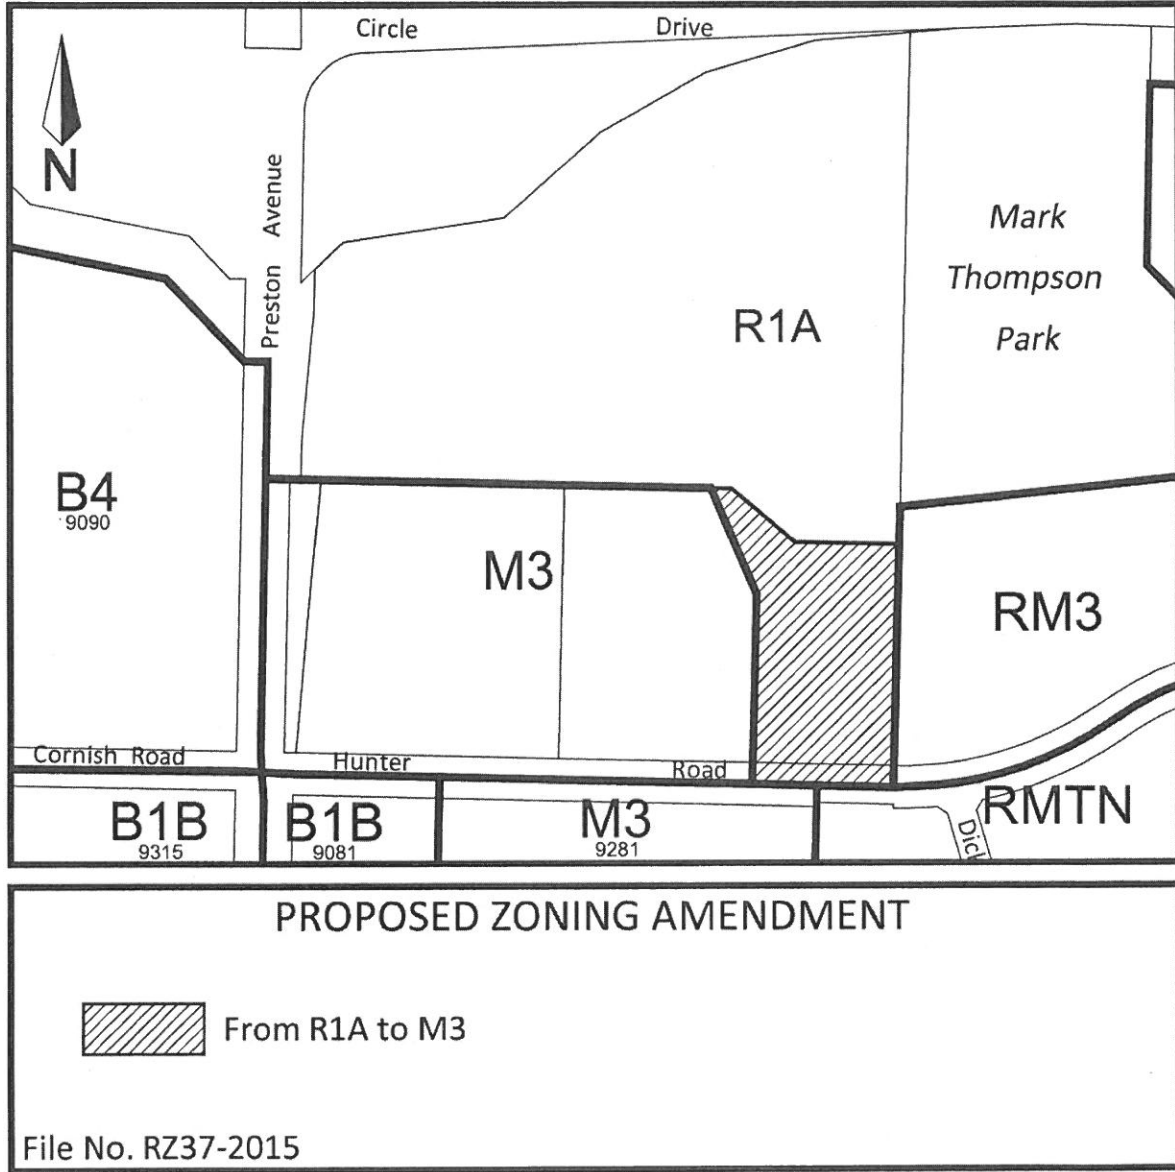 Circle Drive
N
Preston Avenue
Mark
Thompson
Park
R1A
B4
9090
M3
RM3
Cornish Road
Hunter Road
B1B
9315
B1B
9081
M3
9281
RMTN
PROPOSED ZONING AMENDMENT
From R1A to M3
File No. RZ37-2015